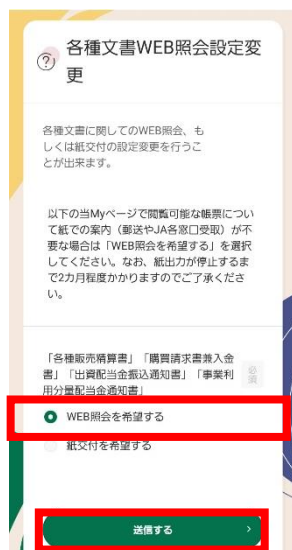 各種文書WEB照会設定変
更
各種文書に関してのWEB照会、も
しくは紙交付の設定変更を行うこ
とが出来ます。
以下の当Myページで閲覧可能な帳票につい
て紙での案内（郵送やJA各窓口受取）が不
要な場合は「WEB照会を希望する」を選択
してください。なお、紙出力が停止するま
で2カ月程度かかりますのでご了承くださ
い。
「各種販売精算書」「購買請求書兼入金
書」「出資配当金振込通知書」「事業利
用分量配当金通知書」
必須
WEB照会を希望する
紙交付を希望する
送信する